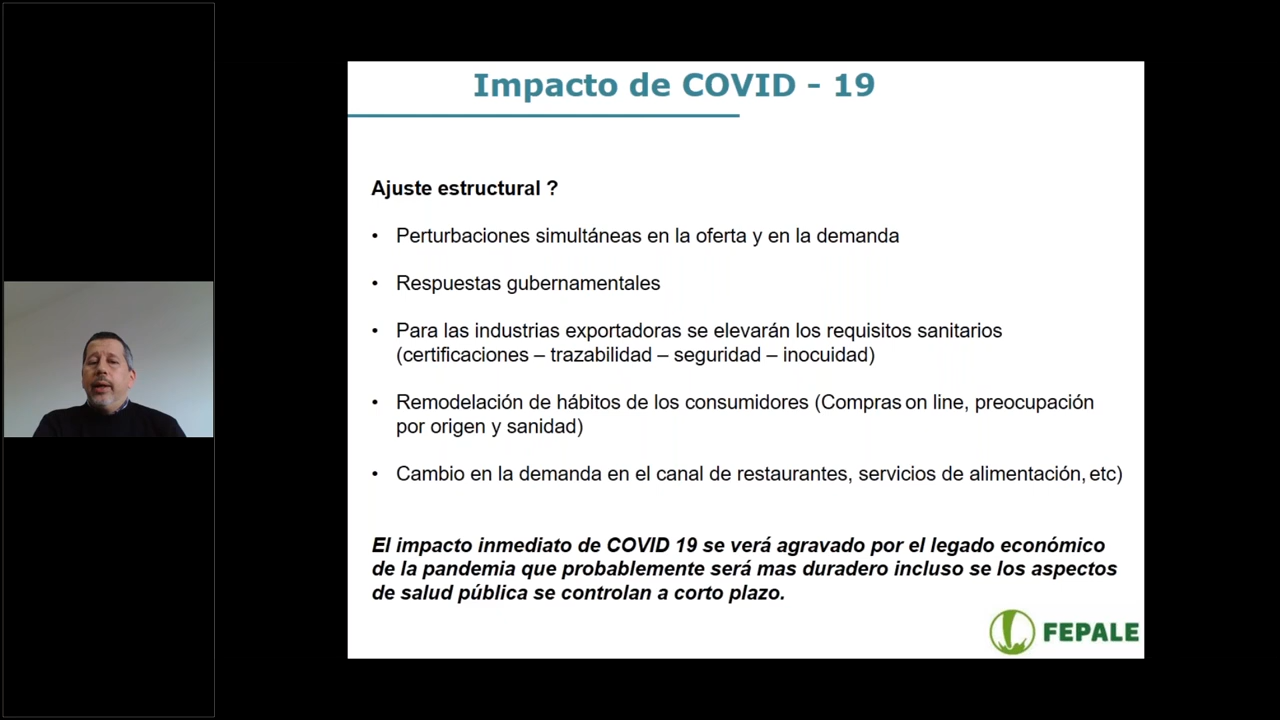 Impacto de COVID - 19
Ajuste estructural ?
• Perturbaciones simultáneas en la oferta y en la demanda
• Respuestas gubernamentales
• Para las industrias exportadoras se elevarán los requisitos sanitarios
(certificaciones – trazabilidad – seguridad – inocuidad)
• Remodelación de hábitos de los consumidores (Compras on line, preocupación
por origen y sanidad)
• Cambio en la demanda en el canal de restaurantes, servicios de alimentación, etc)
El impacto inmediato de COVID 19 se verá agravado por el legado económico
de la pandemia que probablemente será mas duradero incluso se los aspectos
de salud pública se controlan a corto plazo.
FEPALE